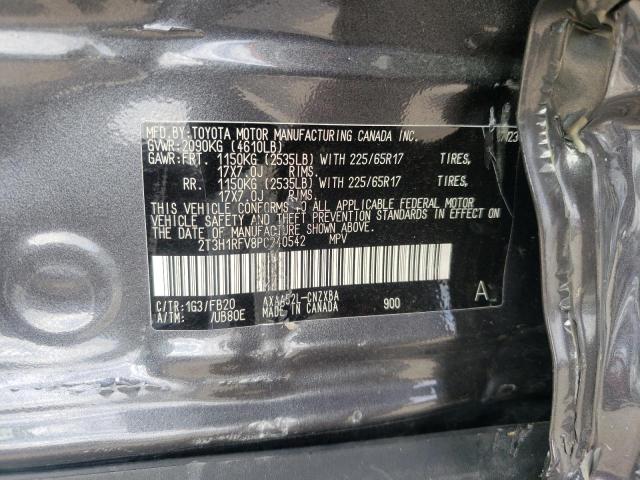 MFD.BY:TOYOTA MOTOR MANUFACTURING CANADA INC. 7/23
GVWR:2090KG (4610LB)
GAWR:FRT. 1150KG (2535LB) WITH 225/65R17 TIRES,
17X7.0J RIMS.
RR. 1150KG (2535LB) WITH 225/65R17 TIRES,
17X7.0J RIMS.
THIS VEHICLE CONFORMS TO ALL APPLICABLE FEDERAL MOTOR
VEHICLE SAFETY AND THEFT PREVENTION STANDARDS IN EFFECT ON
THE DATE OF MANUFACTURE SHOWN ABOVE.
MPV
C/TR:1G3/FB20 900 A
A/TM: /UB80E MADE IN CANADA